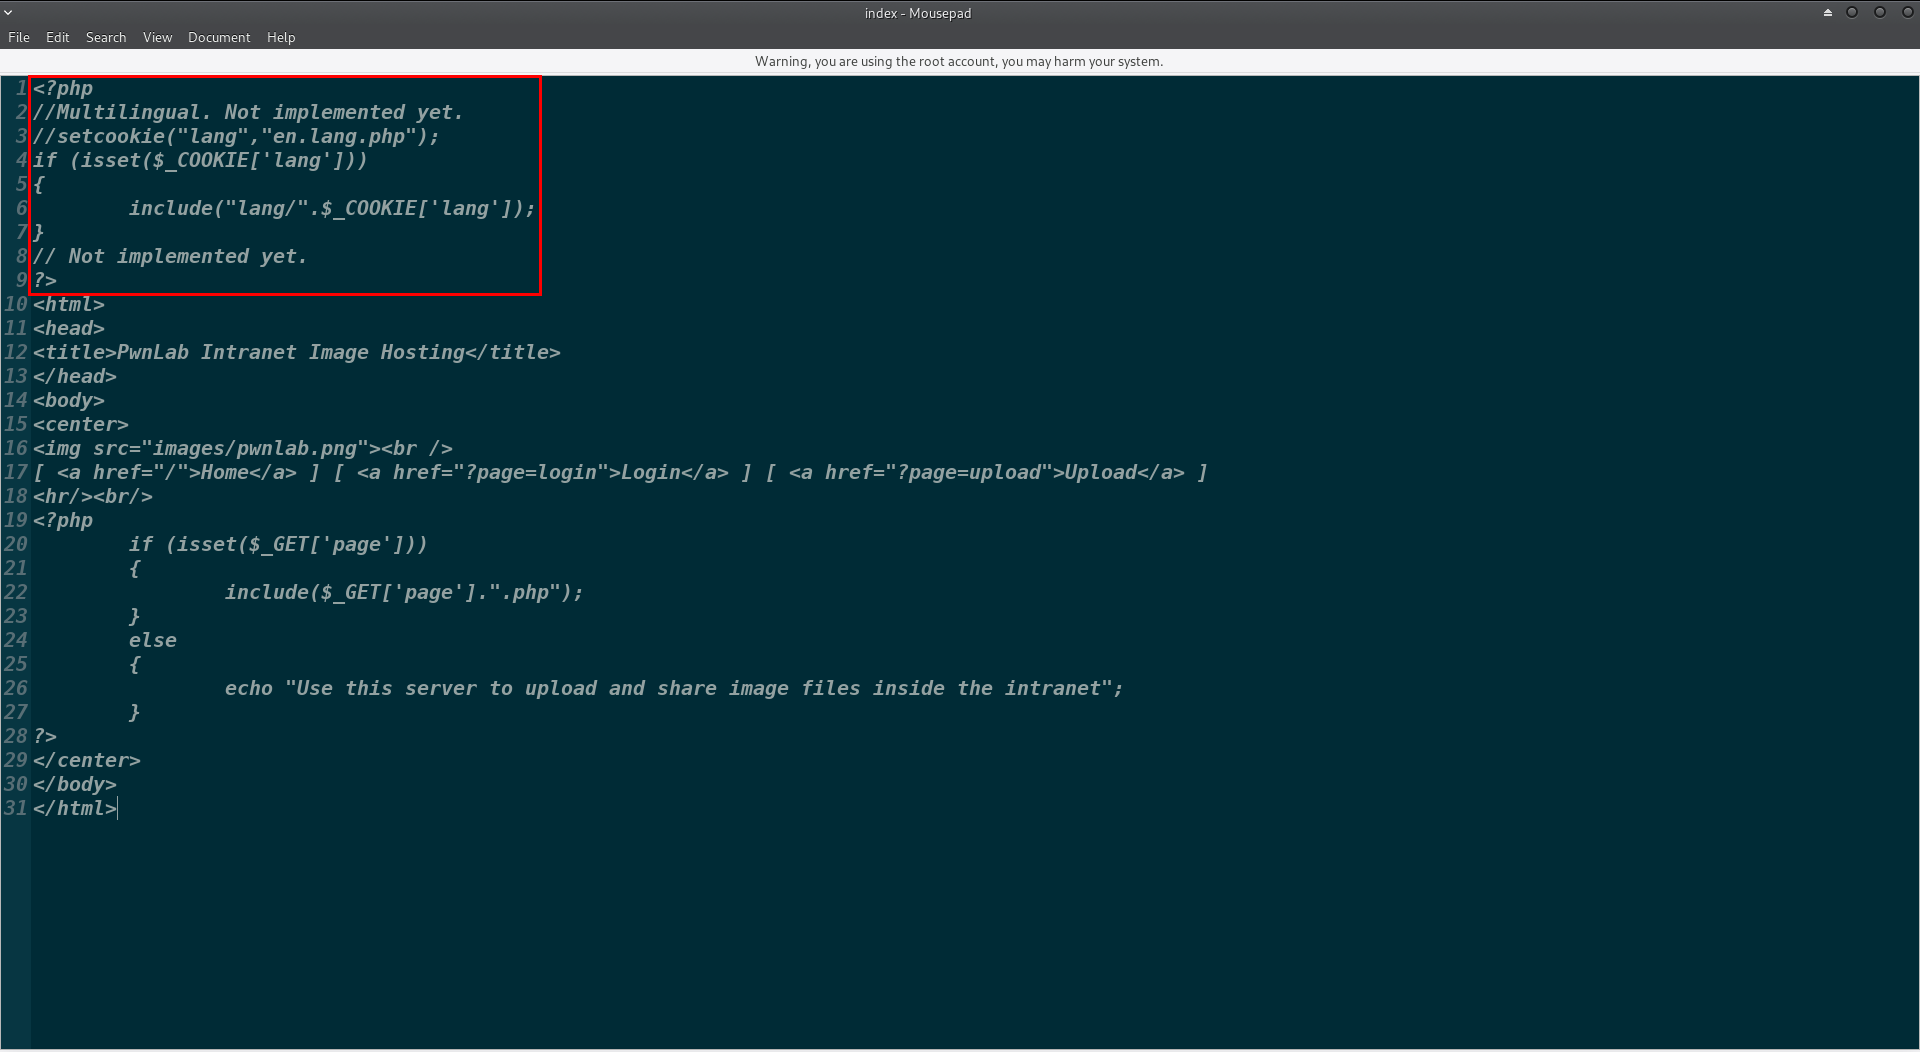 index - Mousepad
File Edit Search View Document Help
Warning, you are using the root account, you may harm your system.
1 <?php
2 //Multilingual. Not implemented yet.
3 //setcookie("lang","en.lang.php");
4 if (isset($_COOKIE['lang']))
5 {
6         include("lang/".$_COOKIE['lang']);
7 }
8 // Not implemented yet.
9 ?>
10 <html>
11 <head>
12 <title>PwnLab Intranet Image Hosting</title>
13 </head>
14 <body>
15 <center>
16 <img src="images/pwnlab.png"><br />
17 [ <a href="/">Home</a> ] [ <a href="?page=login">Login</a> ] [ <a href="?page=upload">Upload</a> ]
18 <hr/><br/>
19 <?php
20         if (isset($_GET['page']))
21         {
22                 include($_GET['page'].".php");
23         }
24         else
25         {
26                 echo "Use this server to upload and share image files inside the intranet";
27         }
28 ?>
29 </center>
30 </body>
31 </html>